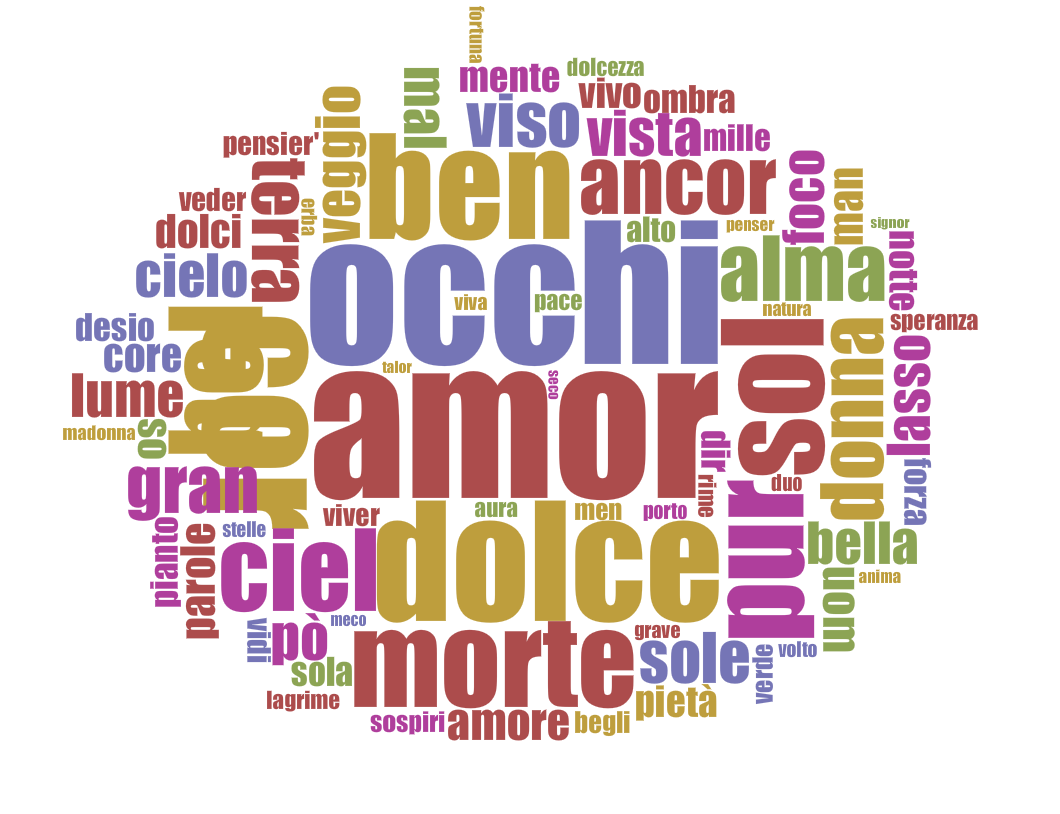 fortuna
mente
dolcezza
mal
viso
vivo
ombra
veggio
vista
mille
pensier'
ben
ancor
foco
man
terra
veder
erba
dolci
alto
penser
signor
cielo
occhi
alma
notte
viva
pace
natura
desio
speranza
core
talor
sol
donna
ossa
lume
amor
seco
madonna
so
dir
gran
rime
duo
forza
viver
aura
men
porto
pur
stelle
dolce
bella
pianto
parole
ciel
uom
anima
meco
vidi
pò
morte
grave
sole
verde
volto
sola
lagrime
pietà
sospiri
amore
begli